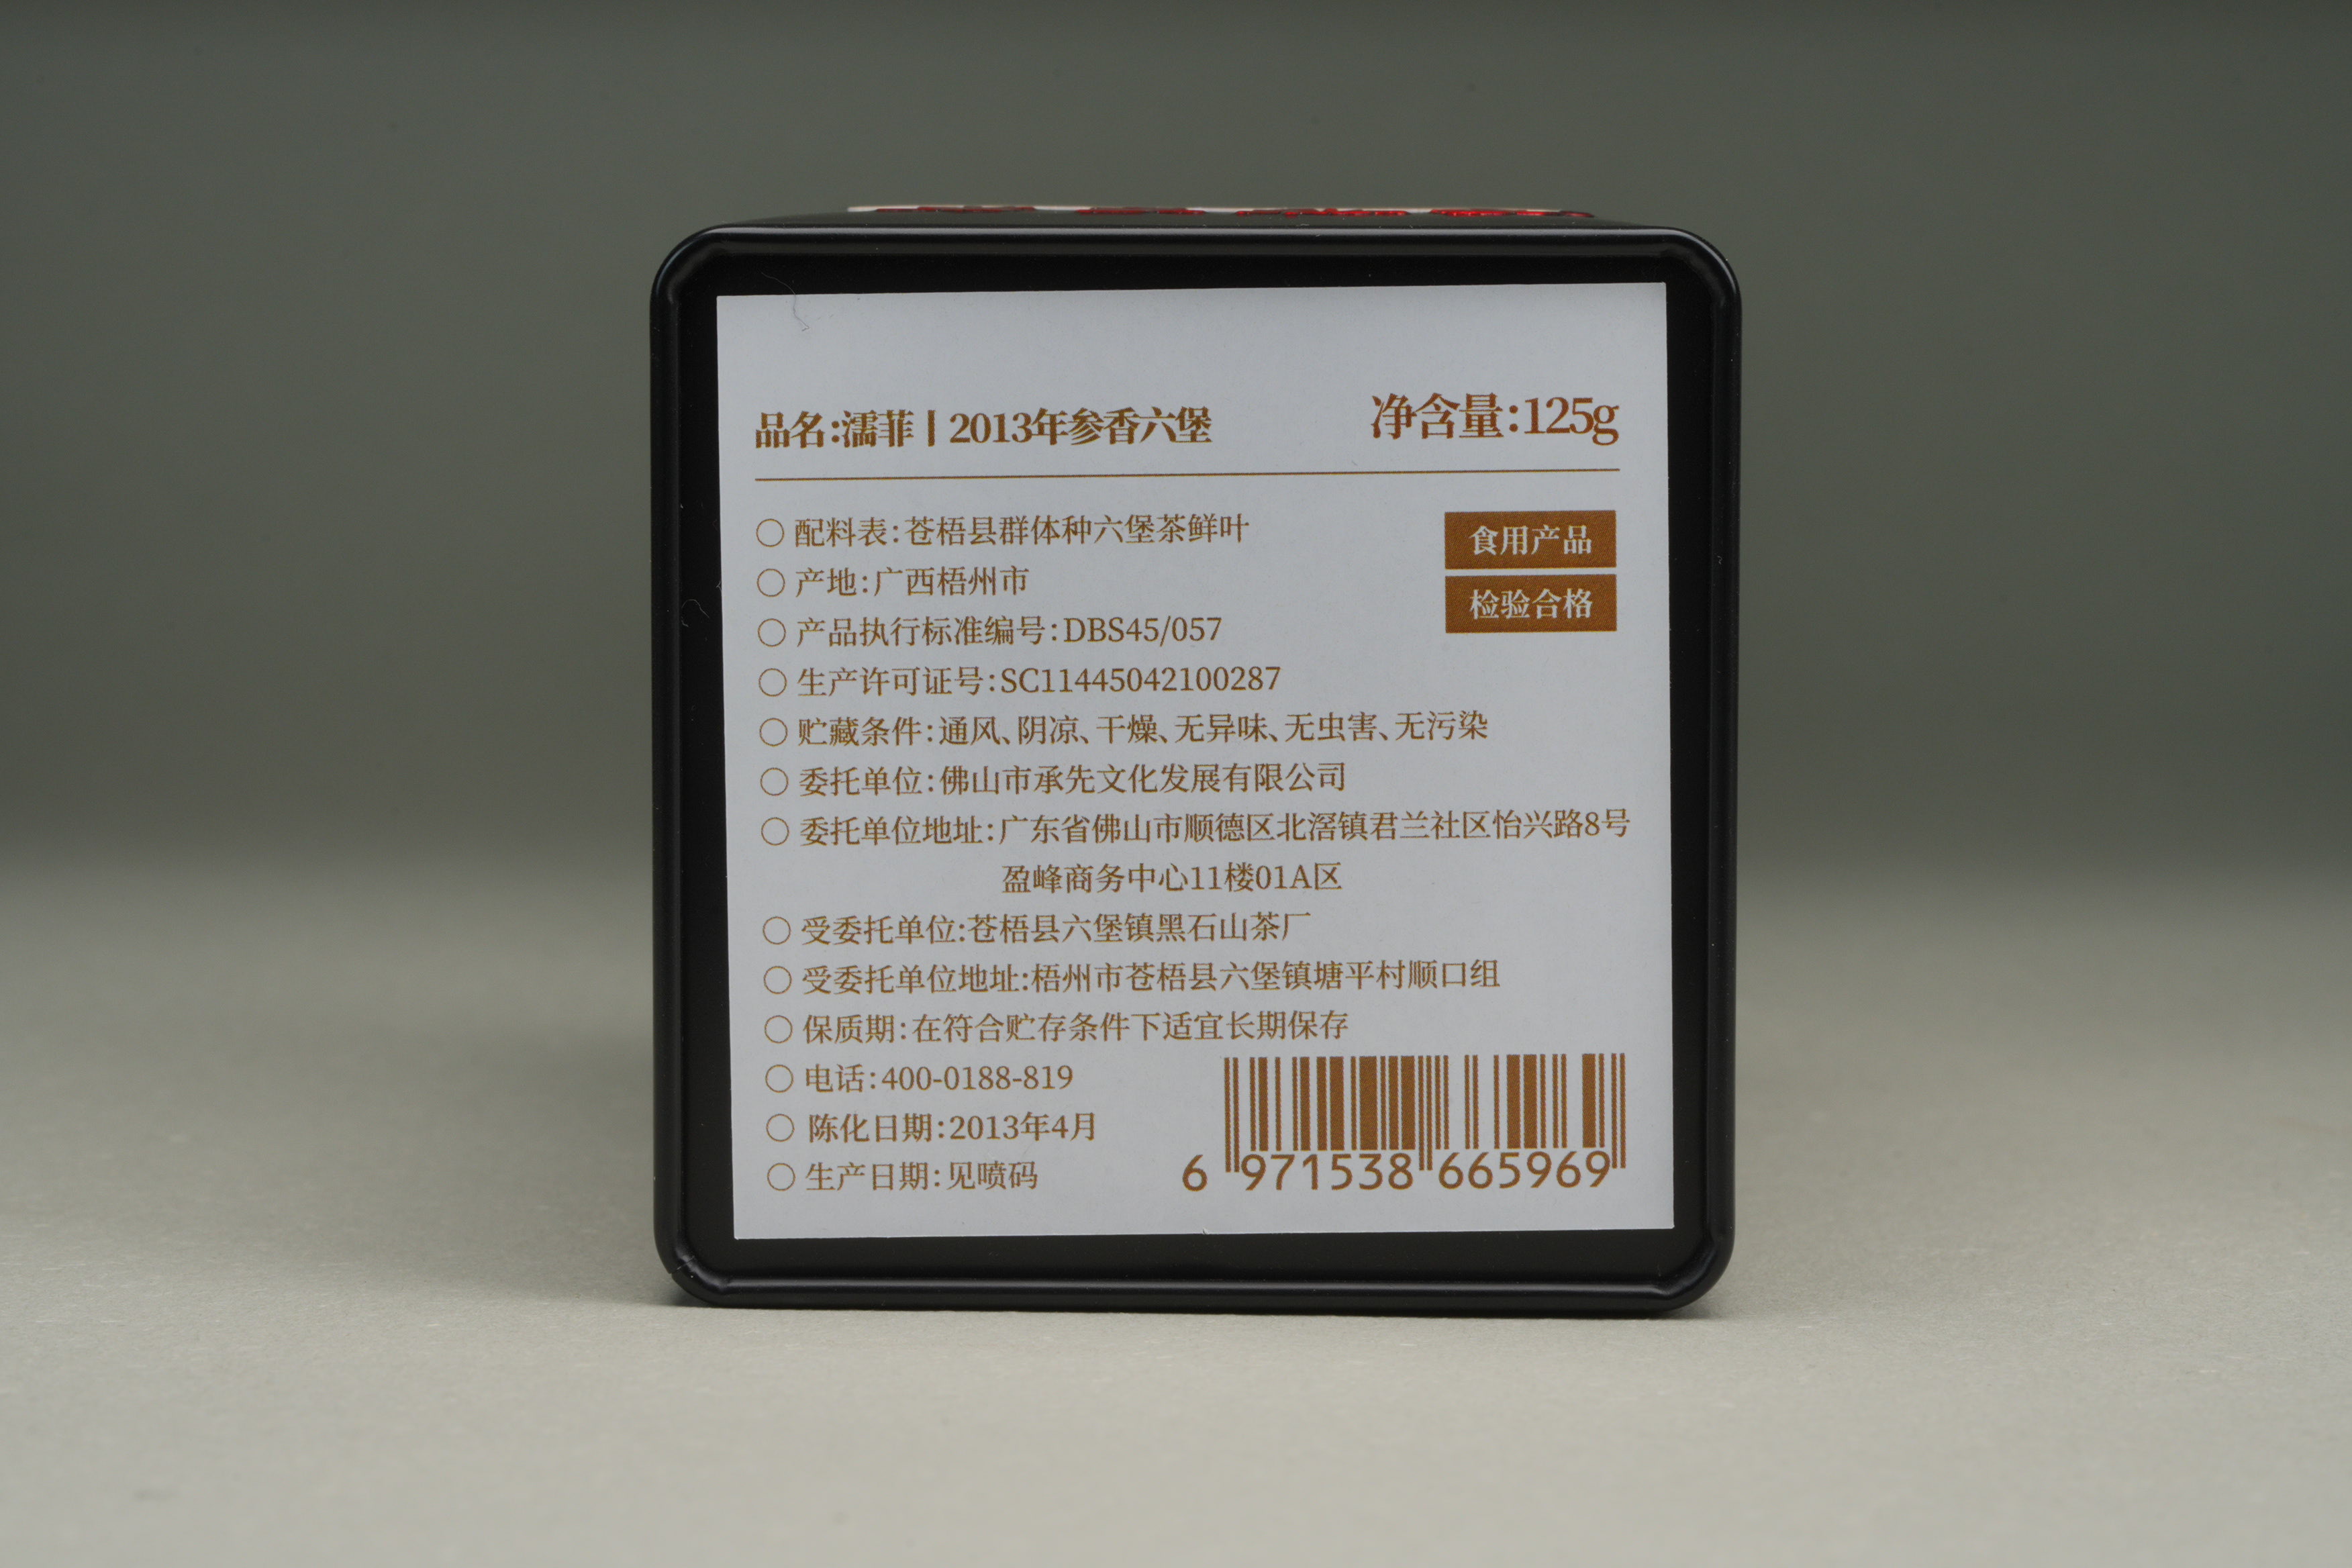 品名:濡菲丨2013年参香六堡
净含量:125g
○ 配料表:苍梧县群体种六堡茶鲜叶
食用产品
○ 产地:广西梧州市
检验合格
○ 产品执行标准编号:DBS45/057
○ 生产许可证号:SC11445042100287
○ 贮藏条件:通风、阴凉、干燥、无异味、无虫害、无污染
○ 委托单位:佛山市承先文化发展有限公司
○ 委托单位地址:广东省佛山市顺德区北滘镇君兰社区怡兴路8号
盈峰商务中心11楼01A区
○ 受委托单位:苍梧县六堡镇黑石山茶厂
○ 受委托单位地址:梧州市苍梧县六堡镇塘平村顺口组
○ 保质期:在符合贮存条件下适宜长期保存
○ 电话:400-0188-819
○ 陈化日期:2013年4月
○ 生产日期:见喷码
6 971538 665969